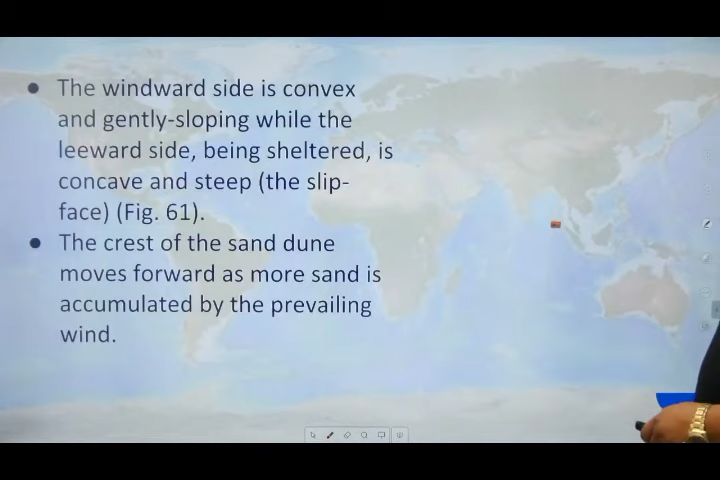 ● The windward side is convex
and gently-sloping while the
leeward side, being sheltered, is
concave and steep (the slip-
face) (Fig. 61).
● The crest of the sand dune
moves forward as more sand is
accumulated by the prevailing
wind.